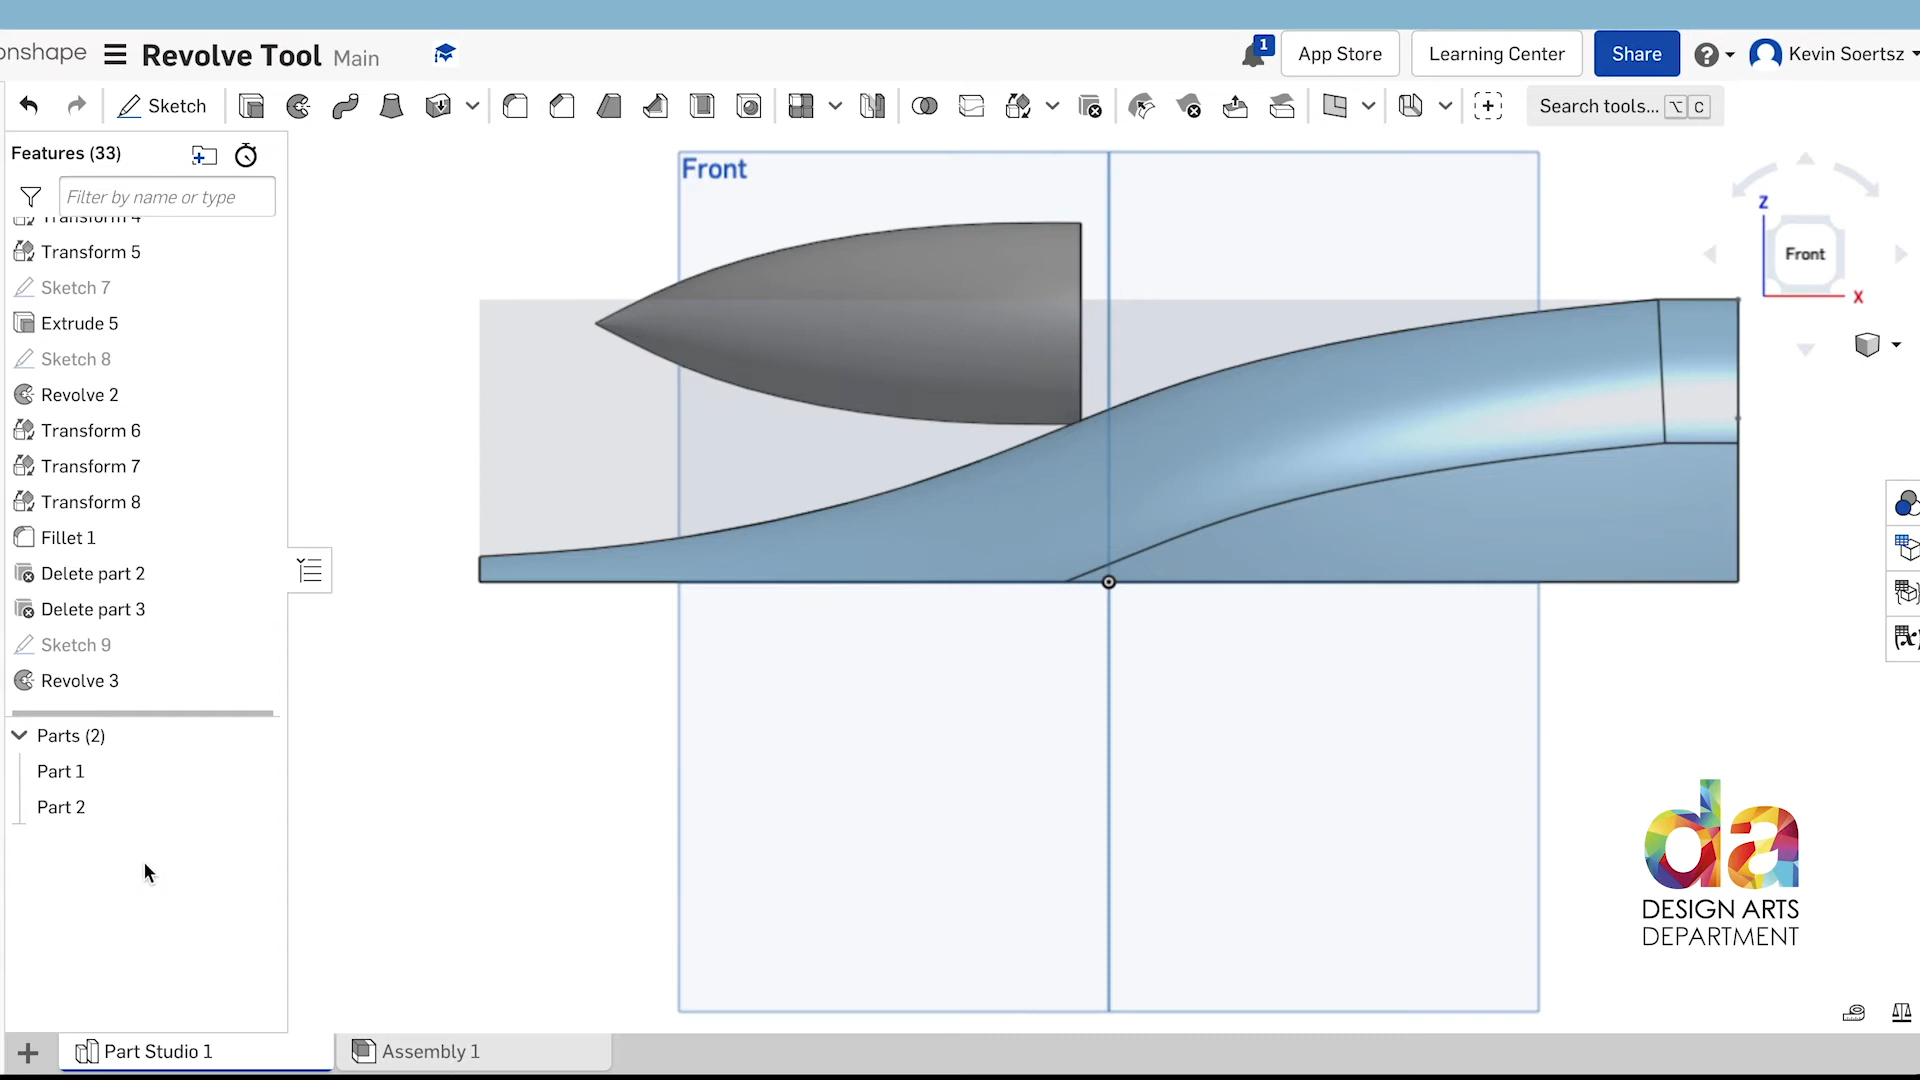 onshape
Revolve Tool Main
1
App Store
Learning Center
Share
Kevin Soertsz
Sketch
Search tools... ⌥ C
Features (33)
Filter by name or type
Transform 4
Transform 5
Sketch 7
Extrude 5
Sketch 8
Revolve 2
Transform 6
Transform 7
Transform 8
Fillet 1
Delete part 2
Delete part 3
Sketch 9
Revolve 3
Parts (2)
Part 1
Part 2
Front
Z
Front
X
da
DESIGN ARTS
DEPARTMENT
Part Studio 1
Assembly 1